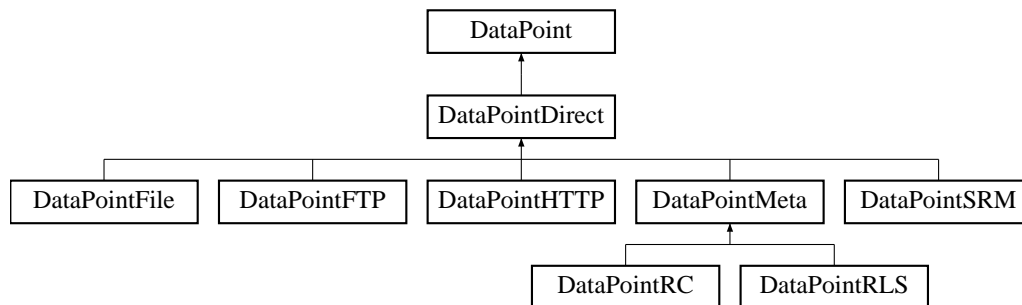 DataPoint
DataPointDirect
DataPointFile
DataPointFTP
DataPointHTTP
DataPointMeta
DataPointSRM
DataPointRC
DataPointRLS